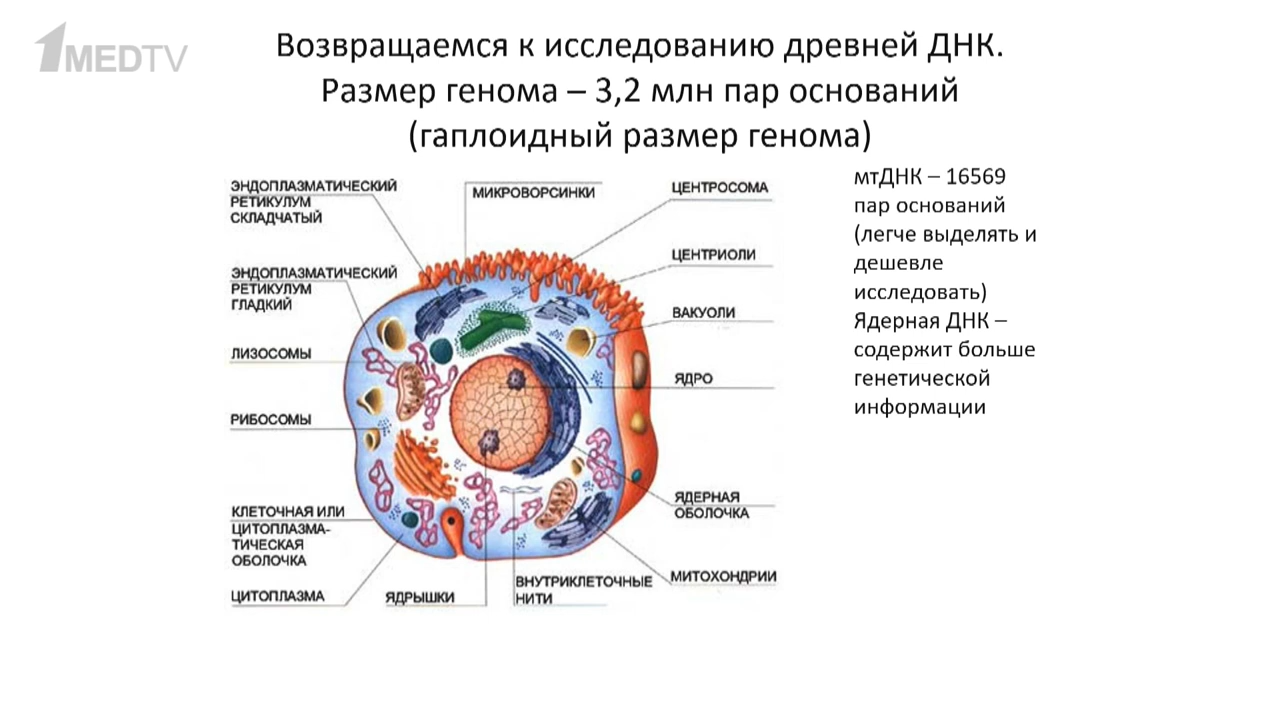 1MEDTV
Возвращаемся к исследованию древней ДНК.
Размер генома – 3,2 млн пар оснований
(гаплоидный размер генома)
ЭНДОПЛАЗМАТИЧЕСКИЙ
РЕТИКУЛУМ
СКЛАДЧАТЫЙ
МИКРОВОРСИНКИ
ЦЕНТРОСОМА
ЭНДОПЛАЗМАТИЧЕСКИЙ
РЕТИКУЛУМ
ГЛАДКИЙ
ЦЕНТРИОЛИ
ВАКУОЛИ
ЛИЗОСОМЫ
ЯДРО
РИБОСОМЫ
ЯДЕРНАЯ
ОБОЛОЧКА
КЛЕТОЧНАЯ ИЛИ
ЦИТОПЛАЗМА-
ТИЧЕСКАЯ
ОБОЛОЧКА
МИТОХОНДРИИ
ЦИТОПЛАЗМА
ЯДРЫШКИ
ВНУТРИКЛЕТОЧНЫЕ
НИТИ
мтДНК – 16569
пар оснований
(легче выделять и
дешевле
исследовать)
Ядерная ДНК –
содержит больше
генетической
информации